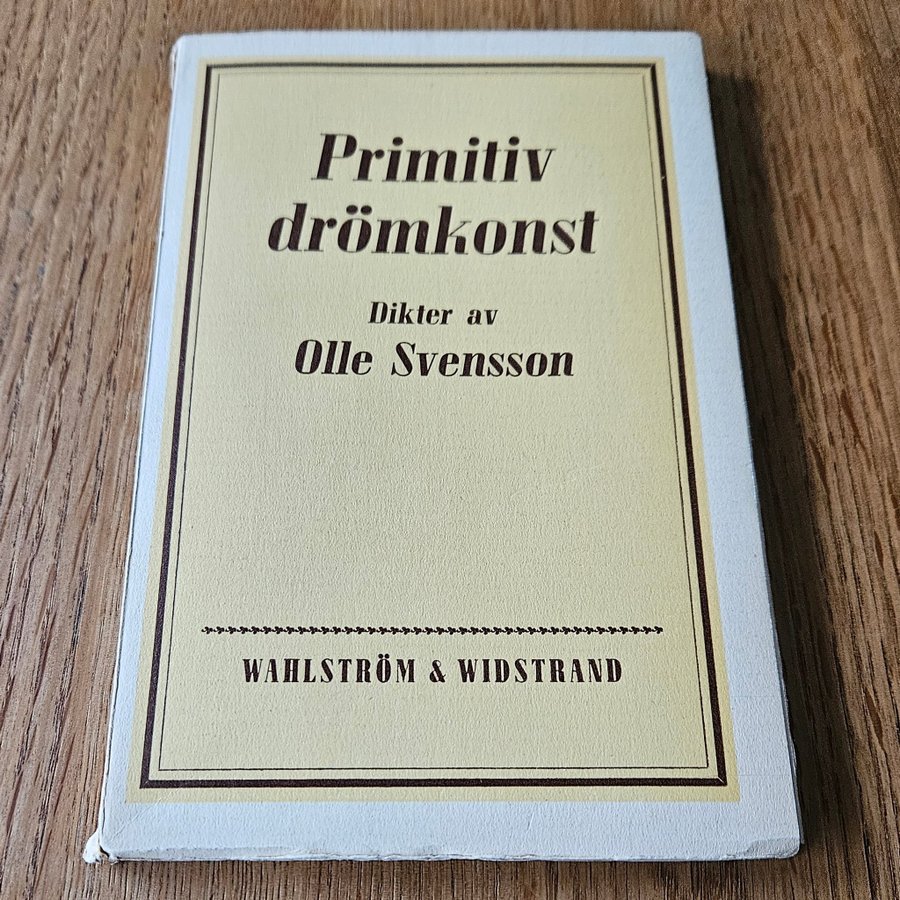 Primitiv
drömkonst
Dikter av
Olle Svensson
WAHLSTRÖM & WIDSTRAND